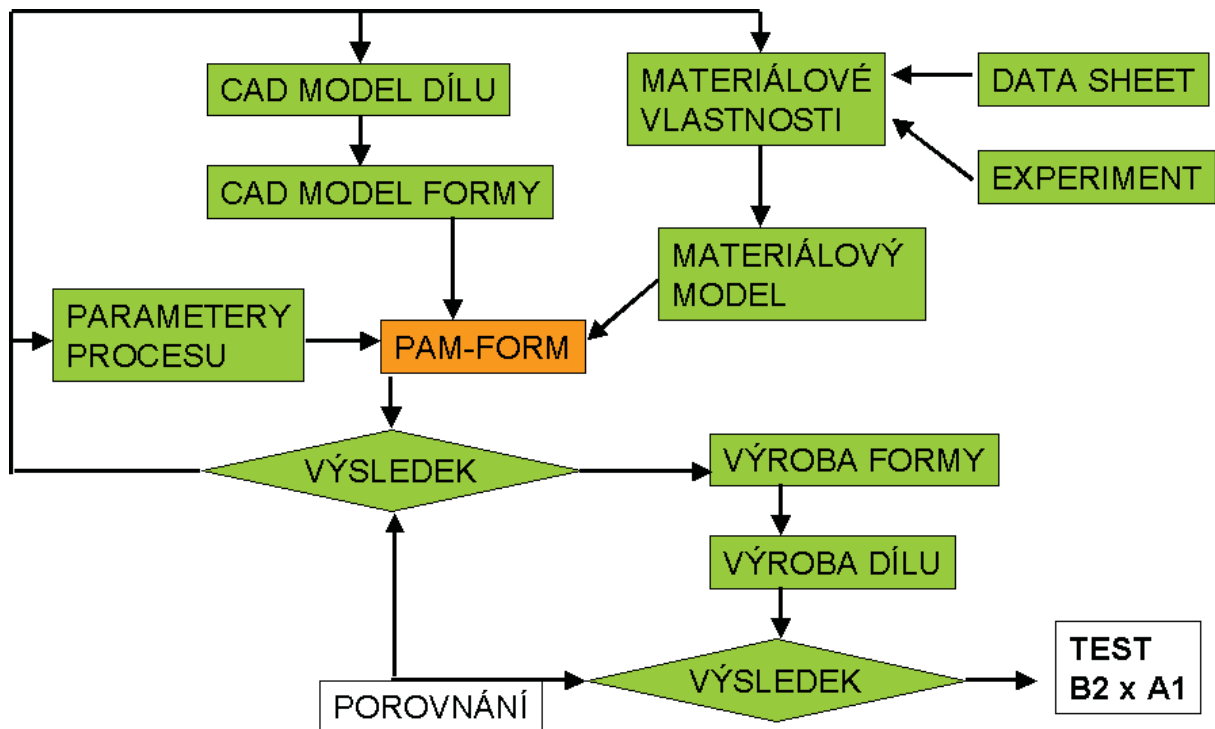 CAD MODEL DÍLU
MATERIÁLOVÉ
VLASTNOSTI
DATA SHEET
CAD MODEL FORMY
EXPERIMENT
MATERIÁLOVÝ
MODEL
PARAMETERY
PROCESU
PAM-FORM
VÝSLEDEK
VÝROBA FORMY
VÝROBA DÍLU
VÝSLEDEK
TEST
B2 x A1
POROVNÁNÍ